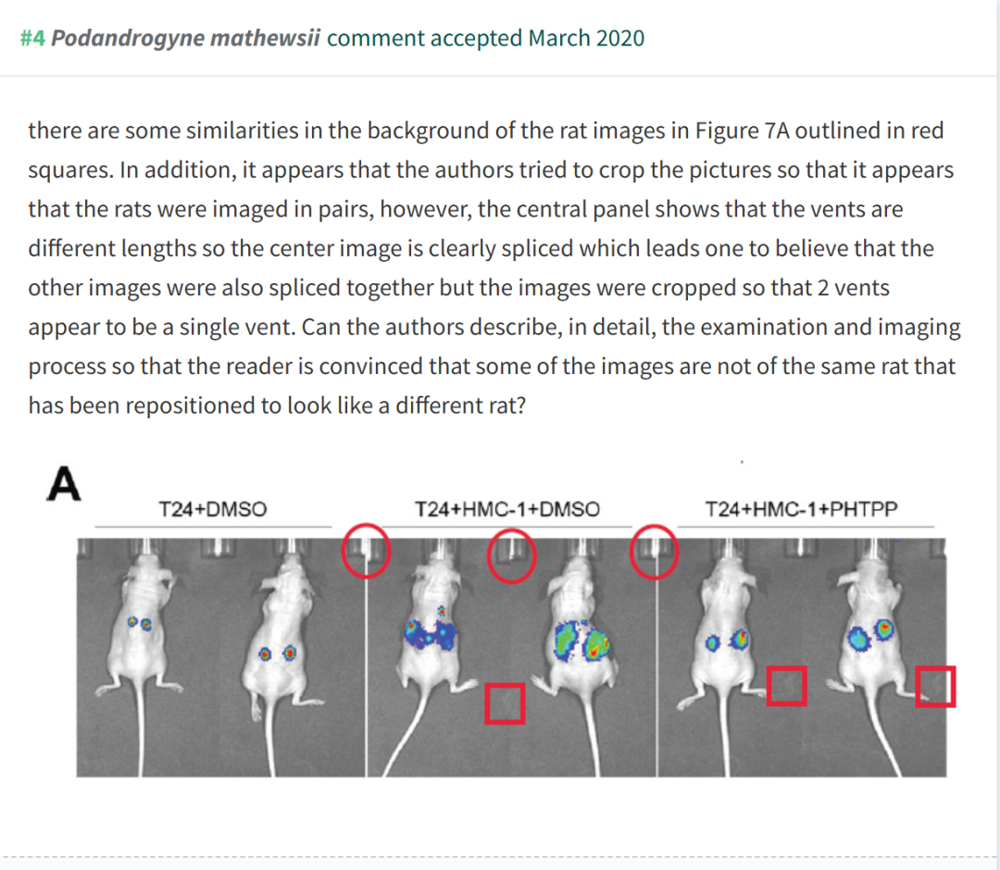 #4 Podandrogyne mathewsii comment accepted March 2020
there are some similarities in the background of the rat images in Figure 7A outlined in red
squares. In addition, it appears that the authors tried to crop the pictures so that it appears
that the rats were imaged in pairs, however, the central panel shows that the vents are
different lengths so the center image is clearly spliced which leads one to believe that the
other images were also spliced together but the images were cropped so that 2 vents
appear to be a single vent. Can the authors describe, in detail, the examination and imaging
process so that the reader is convinced that some of the images are not of the same rat that
has been repositioned to look like a different rat?
A
T24+DMSO
T24+HMC-1+DMSO
T24+HMC-1+PHTPP